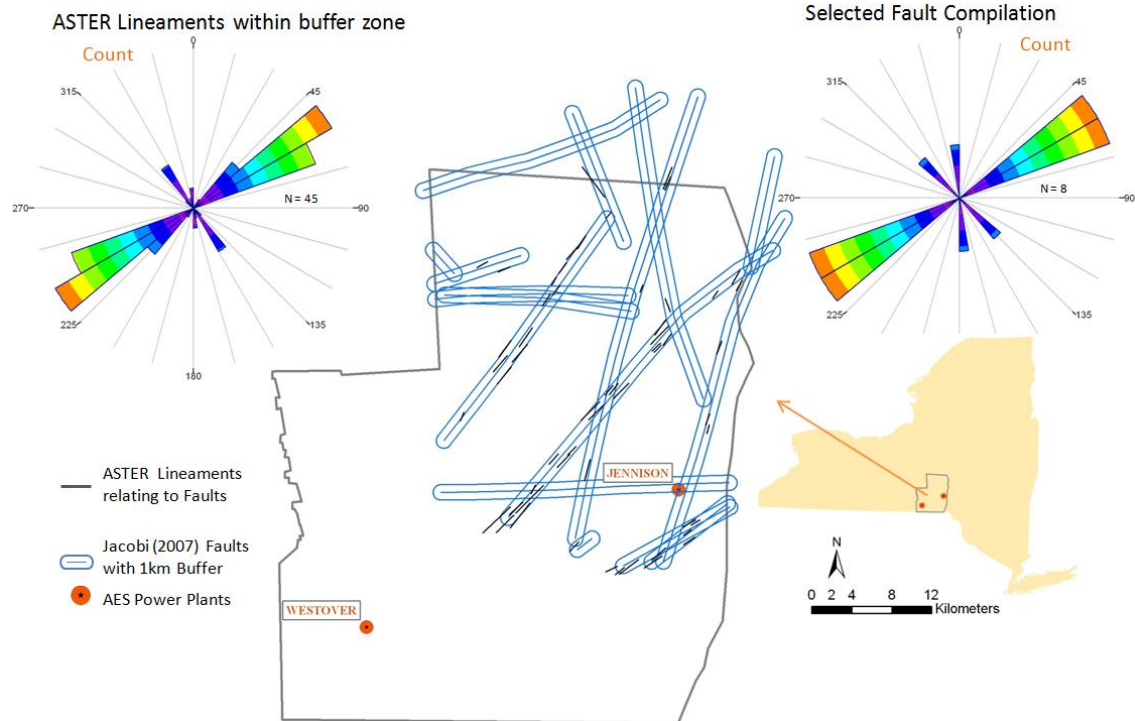 ASTER Lineaments within buffer zone
Count
0
45
90
135
180
225
270
315
N = 45
Selected Fault Compilation
Count
0
45
90
135
180
225
270
315
N = 8
JENNISON
WESTOVER
ASTER Lineaments
relating to Faults
Jacobi (2007) Faults
with 1km Buffer
AES Power Plants
N
0 2 4 8 12
Kilometers